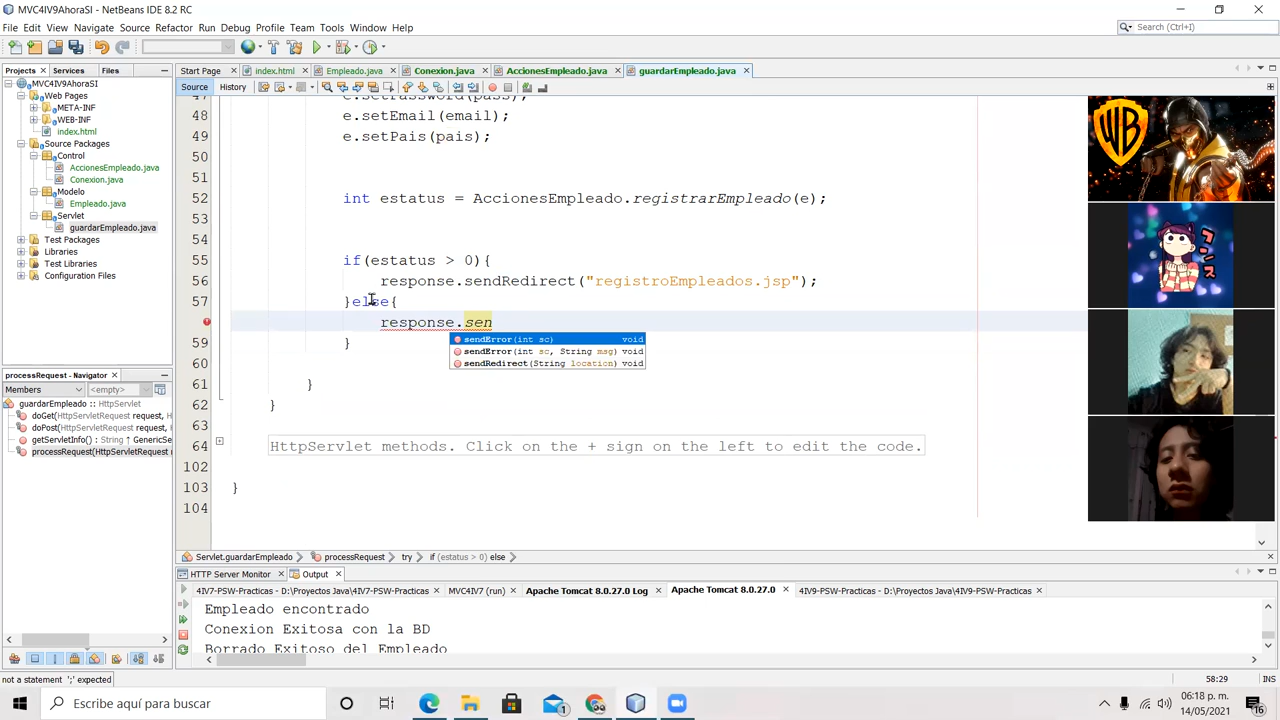 MVC4IV9AhoraSI - NetBeans IDE 8.2 RC
File Edit View Navigate Source Refactor Run Debug Profile Team Tools Window Help
Search (Ctrl+I)
Projects Services Files
Start Page index.html Empleado.java Conexion.java AccionesEmpleado.java guardarEmpleado.java
Source History
MVC4IV9AhoraSI
Web Pages
META-INF
WEB-INF
index.html
Source Packages
Control
AccionesEmpleado.java
Conexion.java
Modelo
Empleado.java
Servlet
guardarEmpleado.java
Test Packages
Libraries
Test Libraries
Configuration Files
47 e.setPassword(pass);
48 e.setEmail(email);
49 e.setPais(pais);
50
51
52 int estatus = AccionesEmpleado.registrarEmpleado(e);
53
54
55 if(estatus > 0){
56 response.sendRedirect("registroEmpleados.jsp");
57 }else{
response.sen
sendError(int sc) void
sendError(int sc, String msg) void
sendRedirect(String location) void
59 }
60
61 }
62 }
63
64 HttpServlet methods. Click on the + sign on the left to edit the code.
102
103 }
104
WB
コンス
processRequest - Navigator
Members <empty>
guardarEmpleado :: HttpServlet
doGet(HttpServletRequest request,
doPost(HttpServletRequest request,
getServletInfo() : String ↑ GenericSe
processRequest(HttpServletRequest
Servlet.guardarEmpleado processRequest try if (estatus > 0) else
HTTP Server Monitor Output
4IV7-PSW-Practicas - D:\Proyectos Java\4IV7-PSW-Practicas MVC4IV7 (run) Apache Tomcat 8.0.27.0 Log Apache Tomcat 8.0.27.0 4IV9-PSW-Practicas - D:\Proyectos Java\4IV9-PSW-Practicas
Empleado encontrado
Conexion Exitosa con la BD
Borrado Exitoso del Empleado
not a statement ';' expected
58:29 INS
Escribe aquí para buscar
1
06:18 p. m.
14/05/2021
16